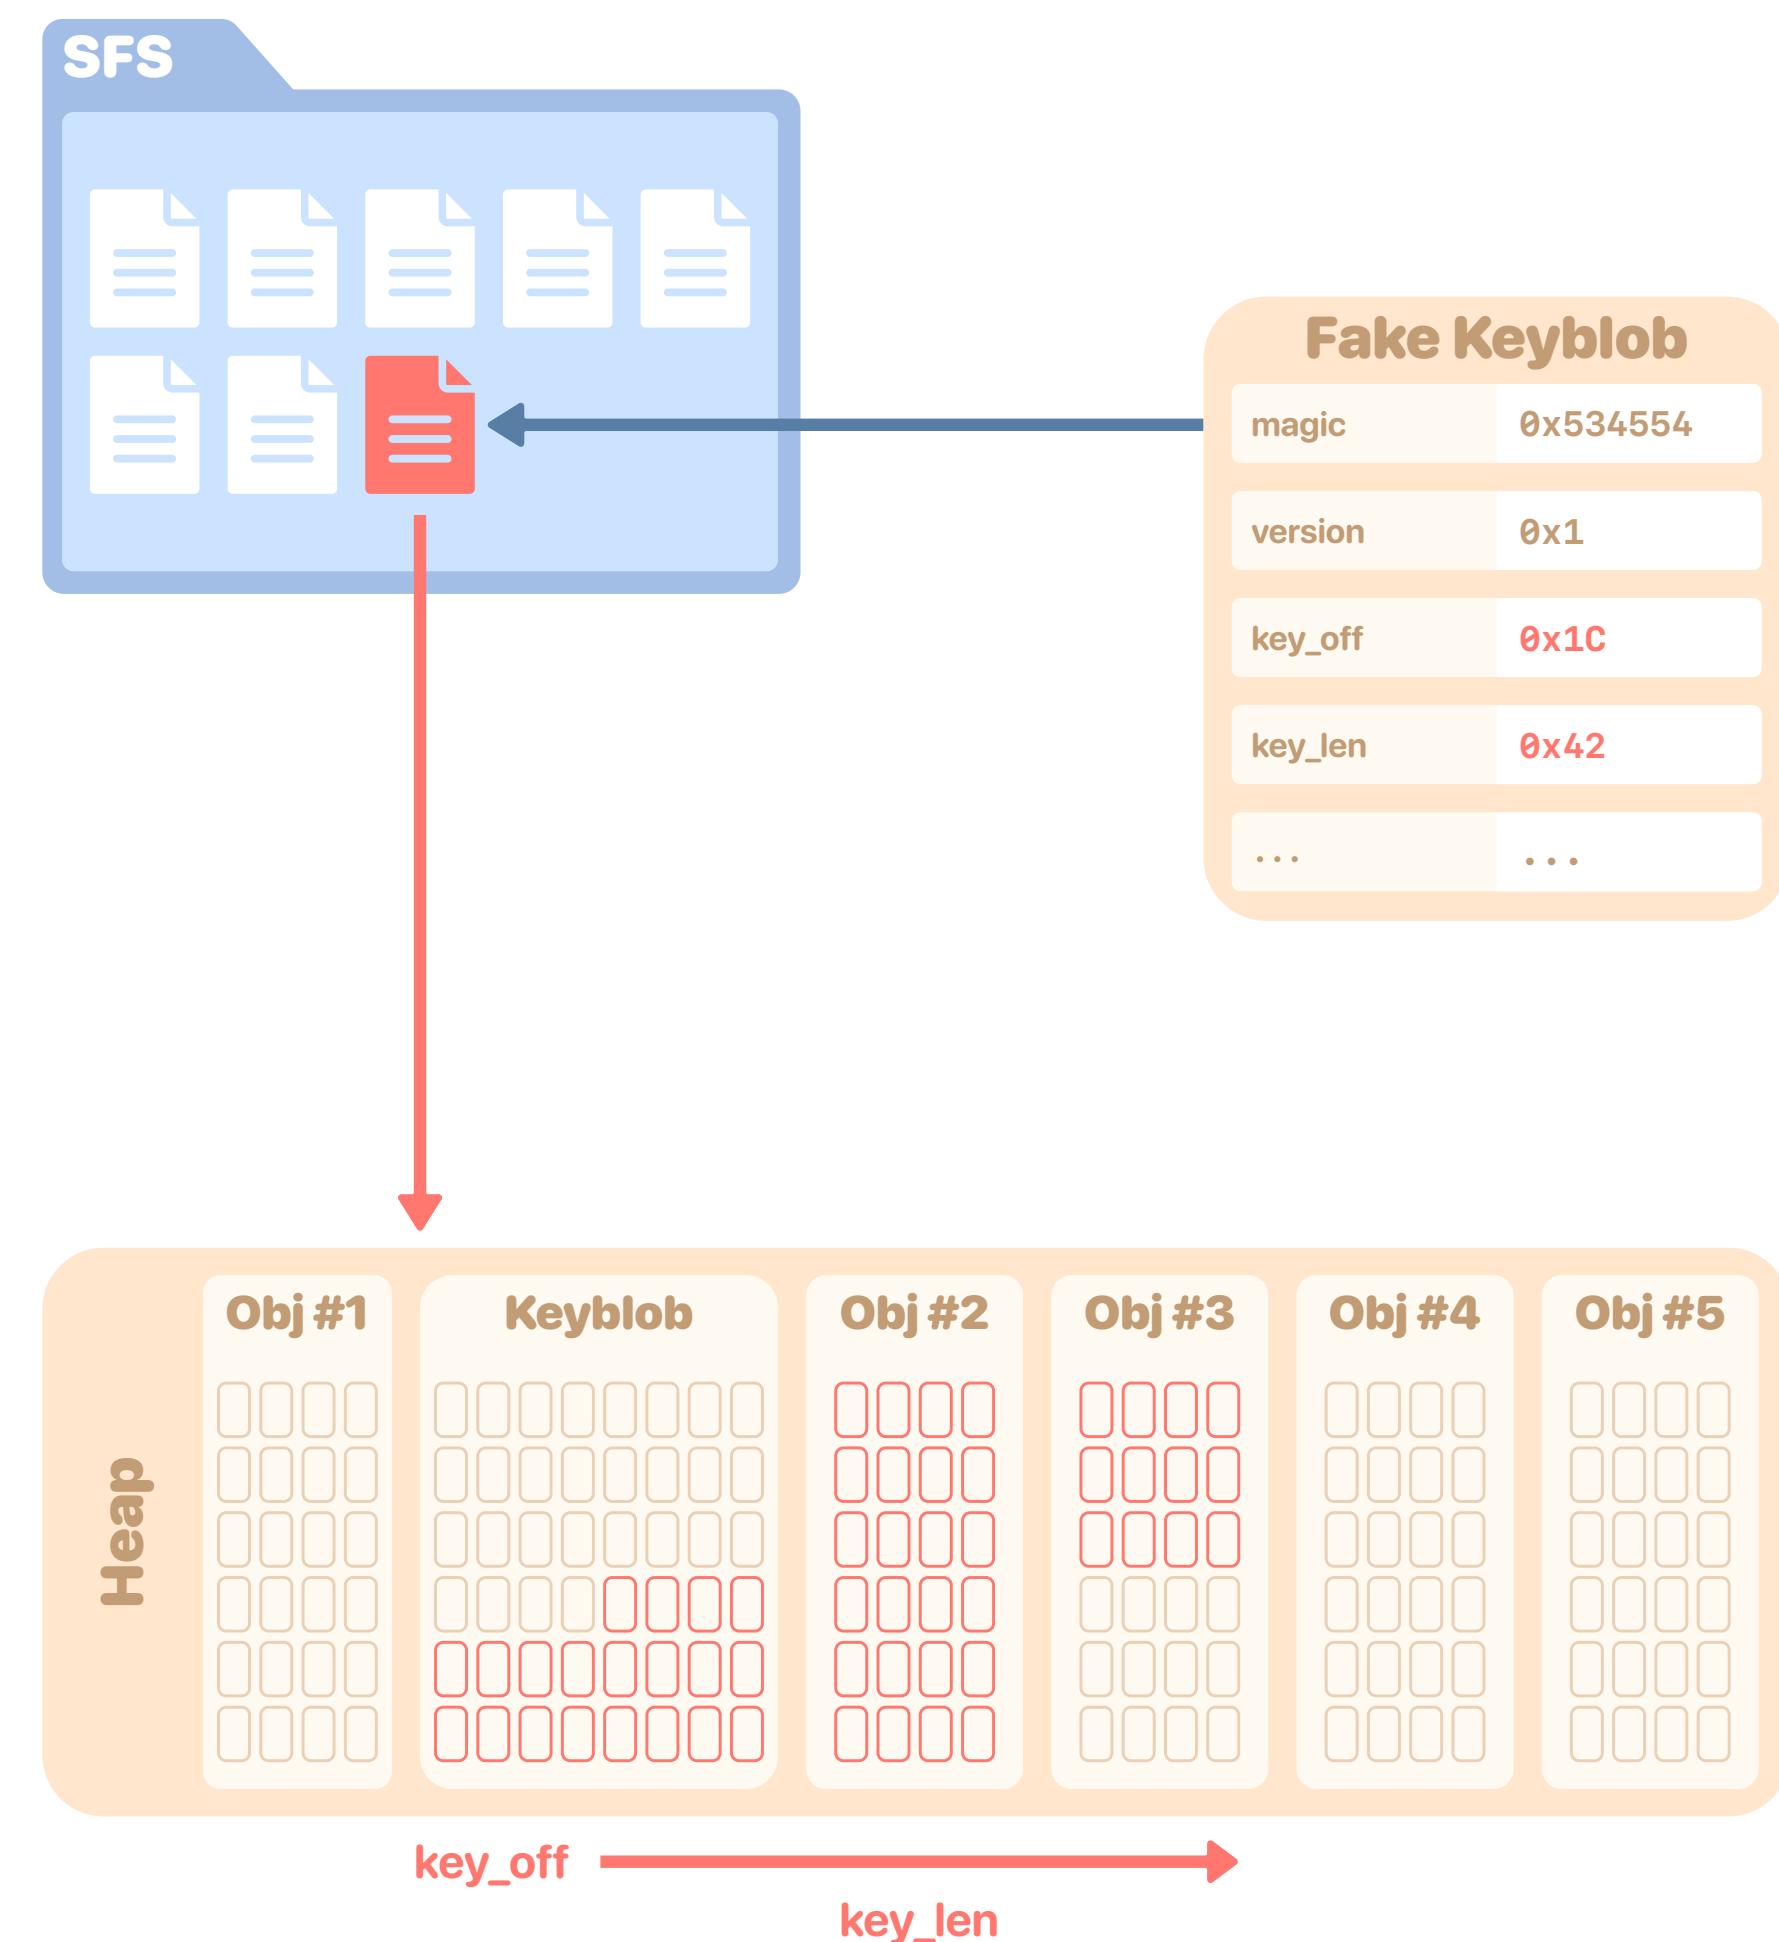 SFS
Fake Keyblob
magic 0x534554
version 0x1
key_off 0x1C
key_len 0x42
... ...
Heap
Obj #1 Keyblob Obj #2 Obj #3 Obj #4 Obj #5
key_off
key_len